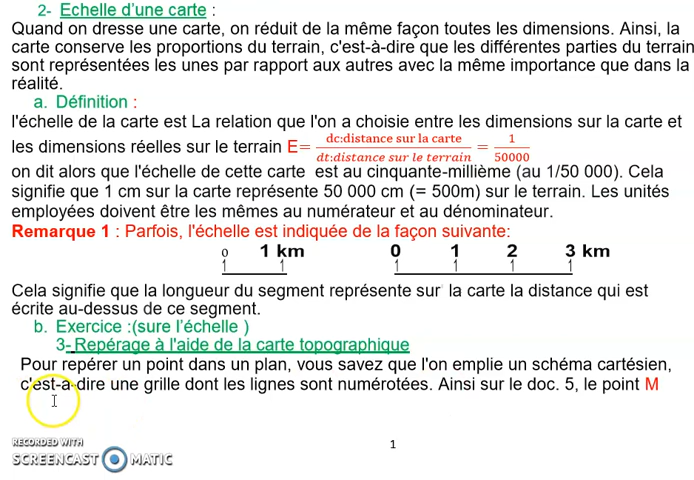 2- Echelle d'une carte :
Quand on dresse une carte, on réduit de la même façon toutes les dimensions. Ainsi, la
carte conserve les proportions du terrain, c'est-à-dire que les différentes parties du terrain
sont représentées les unes par rapport aux autres avec la même importance que dans la
réalité.
a. Définition :
l'échelle de la carte est La relation que l'on a choisie entre les dimensions sur la carte et
les dimensions réelles sur le terrain E= dc:distance sur la carte / dt:distance sur le terrain = 1 / 50000
on dit alors que l'échelle de cette carte est au cinquante-millième (au 1/50 000). Cela
signifie que 1 cm sur la carte représente 50 000 cm (= 500m) sur le terrain. Les unités
employées doivent être les mêmes au numérateur et au dénominateur.
Remarque 1 : Parfois, l'échelle est indiquée de la façon suivante:
0 1 km 0 1 2 3 km
Cela signifie que la longueur du segment représente sur la carte la distance qui est
écrite au-dessus de ce segment.
b. Exercice :(sure l'échelle )
3- Repérage à l'aide de la carte topographique
Pour repérer un point dans un plan, vous savez que l'on emplie un schéma cartésien,
c'est-à-dire une grille dont les lignes sont numérotées. Ainsi sur le doc. 5, le point M
1
RECORDED WITH
SCREENCAST MATIC